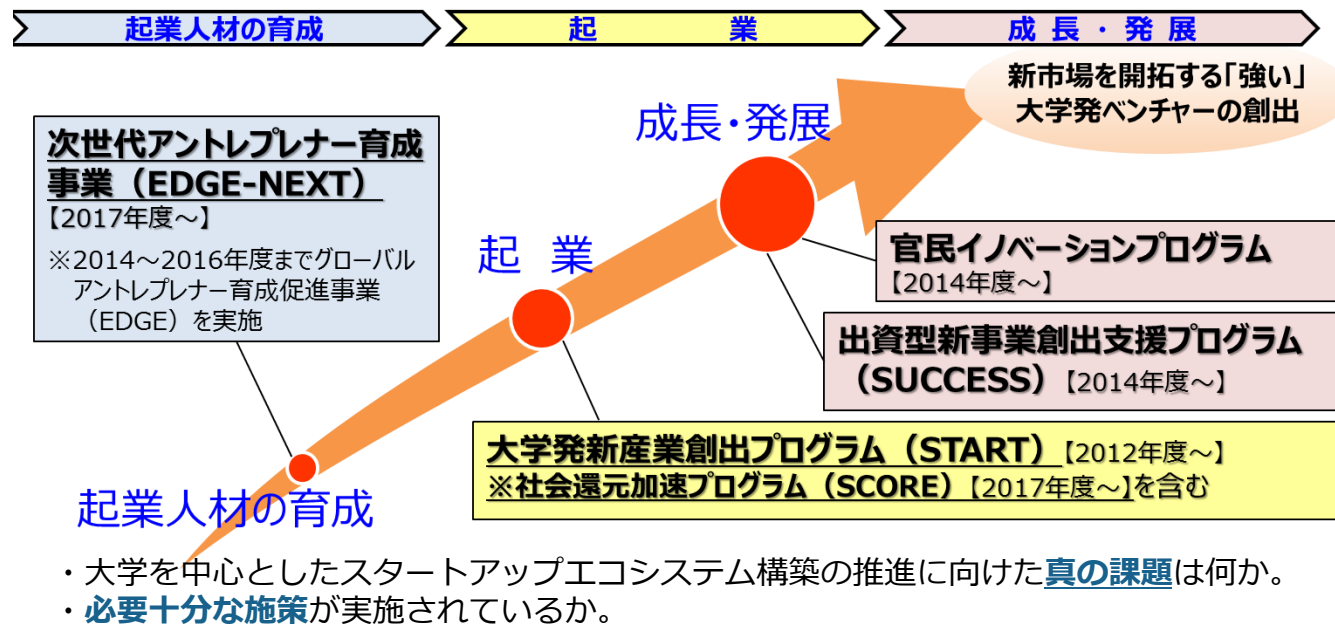 起業人材の育成
起　　業
成 長 ・ 発 展
新市場を開拓する「強い」
大学発ベンチャーの創出
成長・発展
次世代アントレプレナー育成
事業（EDGE-NEXT）
【2017年度～】
※2014～2016年度までグローバル
アントレプレナー育成促進事業
（EDGE）を実施
起　業
官民イノベーションプログラム
【2014年度～】
出資型新事業創出支援プログラム
（SUCCESS）【2014年度～】
大学発新産業創出プログラム（START）【2012年度～】
※社会還元加速プログラム（SCORE）【2017年度～】を含む
起業人材の育成
・大学を中心としたスタートアップエコシステム構築の推進に向けた真の課題は何か。
・必要十分な施策が実施されているか。